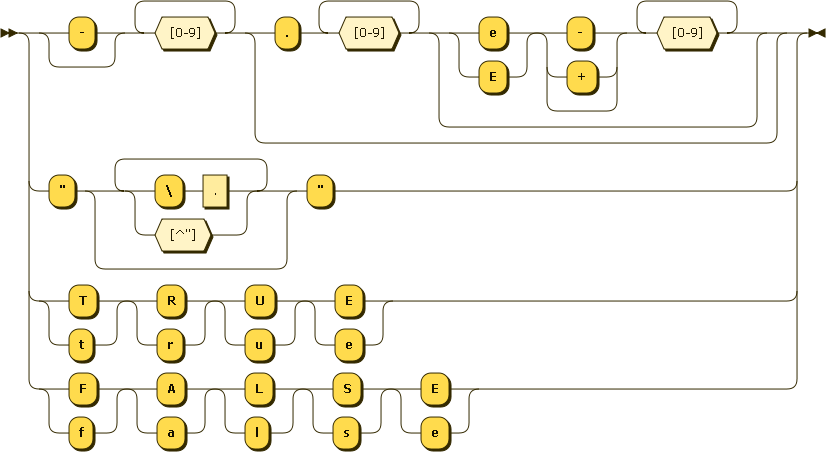 - [0-9] . [0-9] e - [0-9]
E +
" \ . "
[^"]
T R U E
t r u e
F A L S E
f a l s e